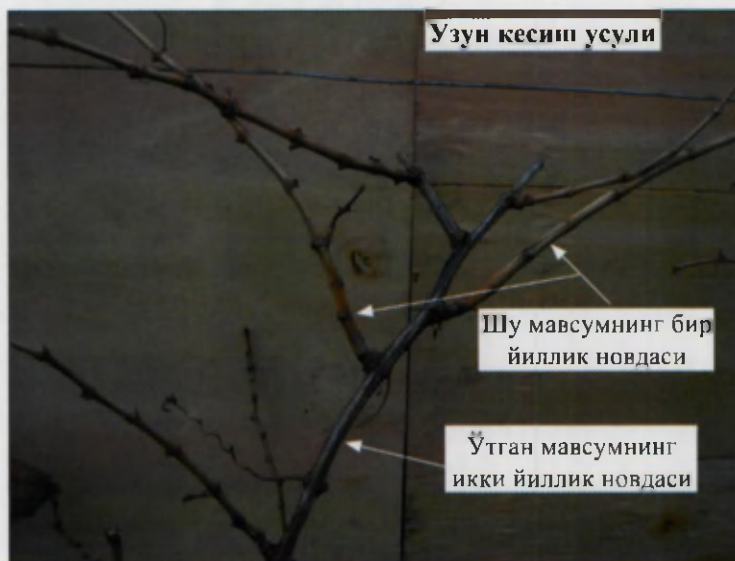 Узун кесиш усули
Шу мавсумнинг бир
йиллик новдаси
Ўтган мавсумнинг
икки йиллик новдаси